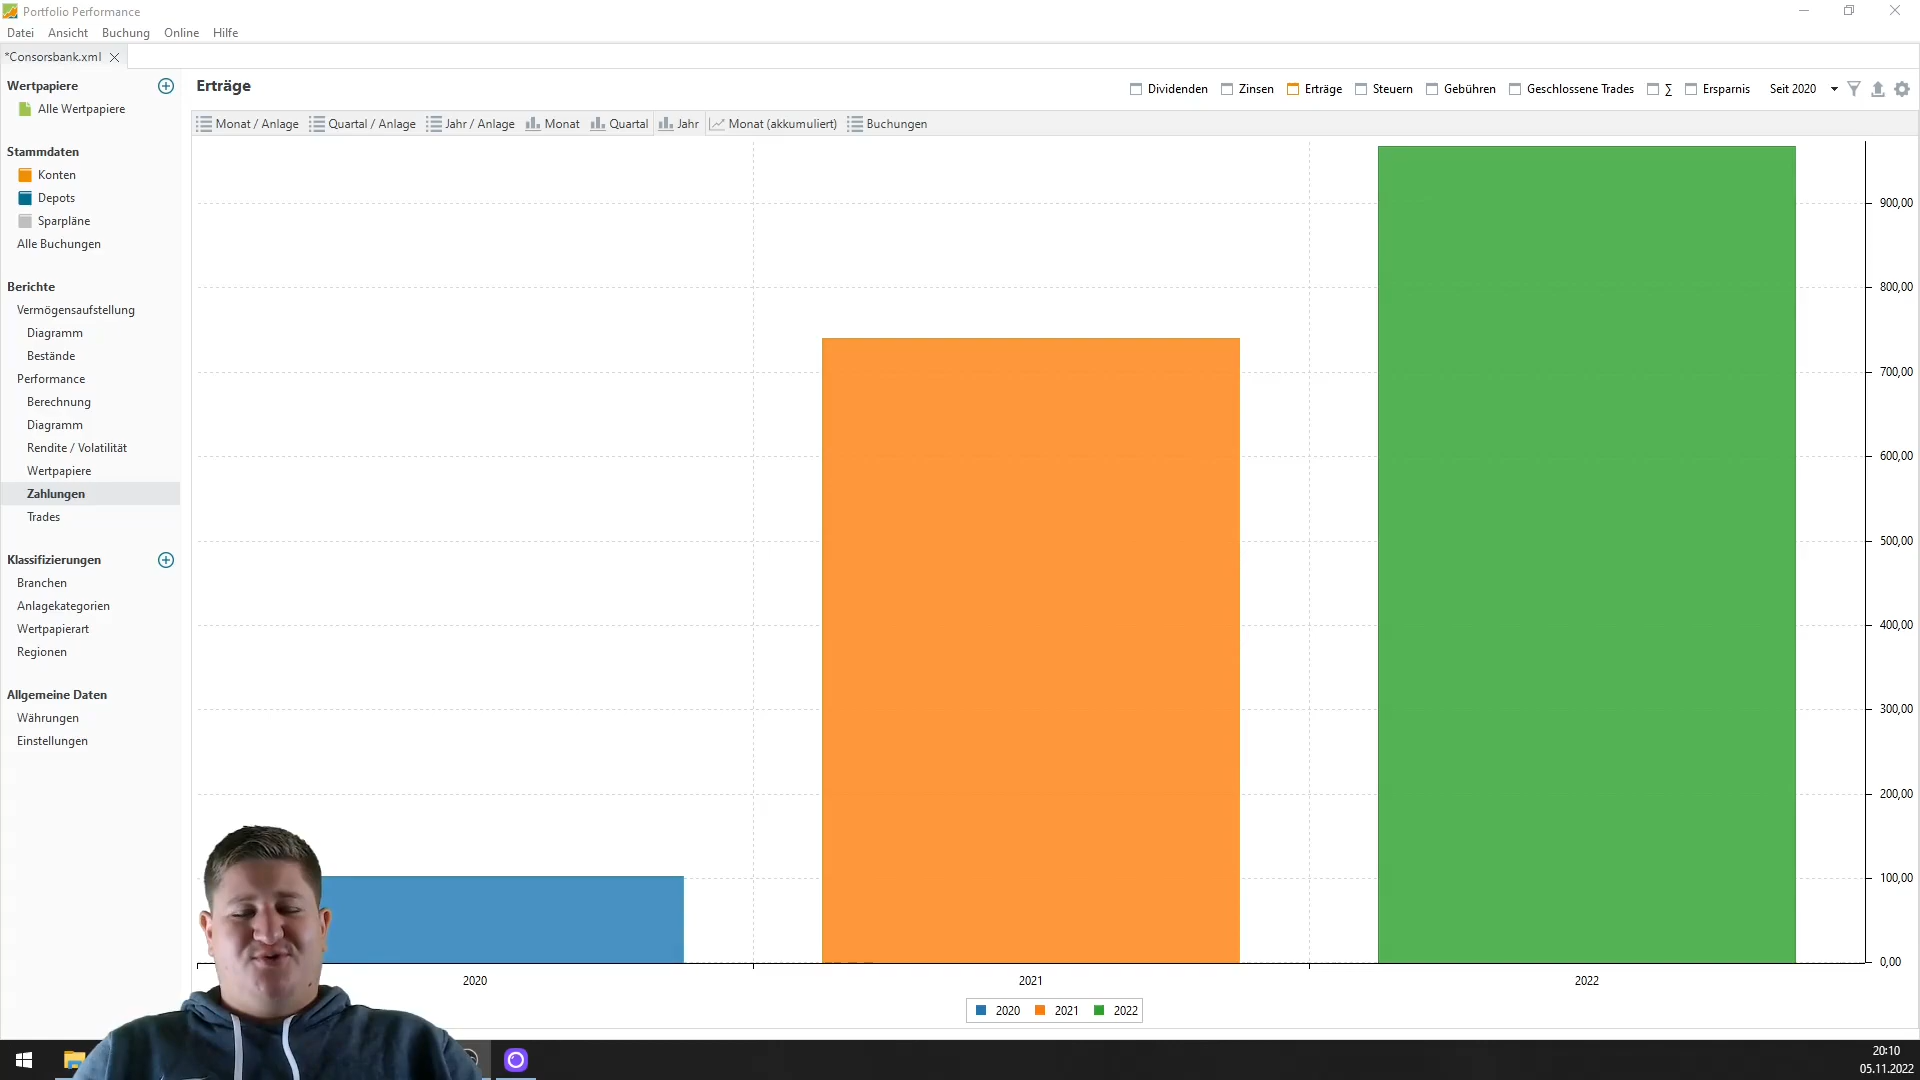 Portfolio Performance
Datei Ansicht Buchung Online Hilfe
*Consorsbank.xml
Wertpapiere
Alle Wertpapiere
Stammdaten
Konten
Depots
Sparpläne
Alle Buchungen
Berichte
Vermögensaufstellung
Diagramm
Bestände
Performance
Berechnung
Diagramm
Rendite / Volatilität
Wertpapiere
Zahlungen
Trades
Klassifizierungen
Branchen
Anlagekategorien
Wertpapierart
Regionen
Allgemeine Daten
Währungen
Einstellungen
Erträge
Dividenden Zinsen Erträge Steuern Gebühren Geschlossene Trades ∑ Ersparnis Seit 2020
Monat / Anlage Quartal / Anlage Jahr / Anlage Monat Quartal Jahr Monat (akkumuliert) Buchungen
900,00
800,00
700,00
600,00
500,00
400,00
300,00
200,00
100,00
0,00
2020 2021 2022
2020 2021 2022
20:10
05.11.2022